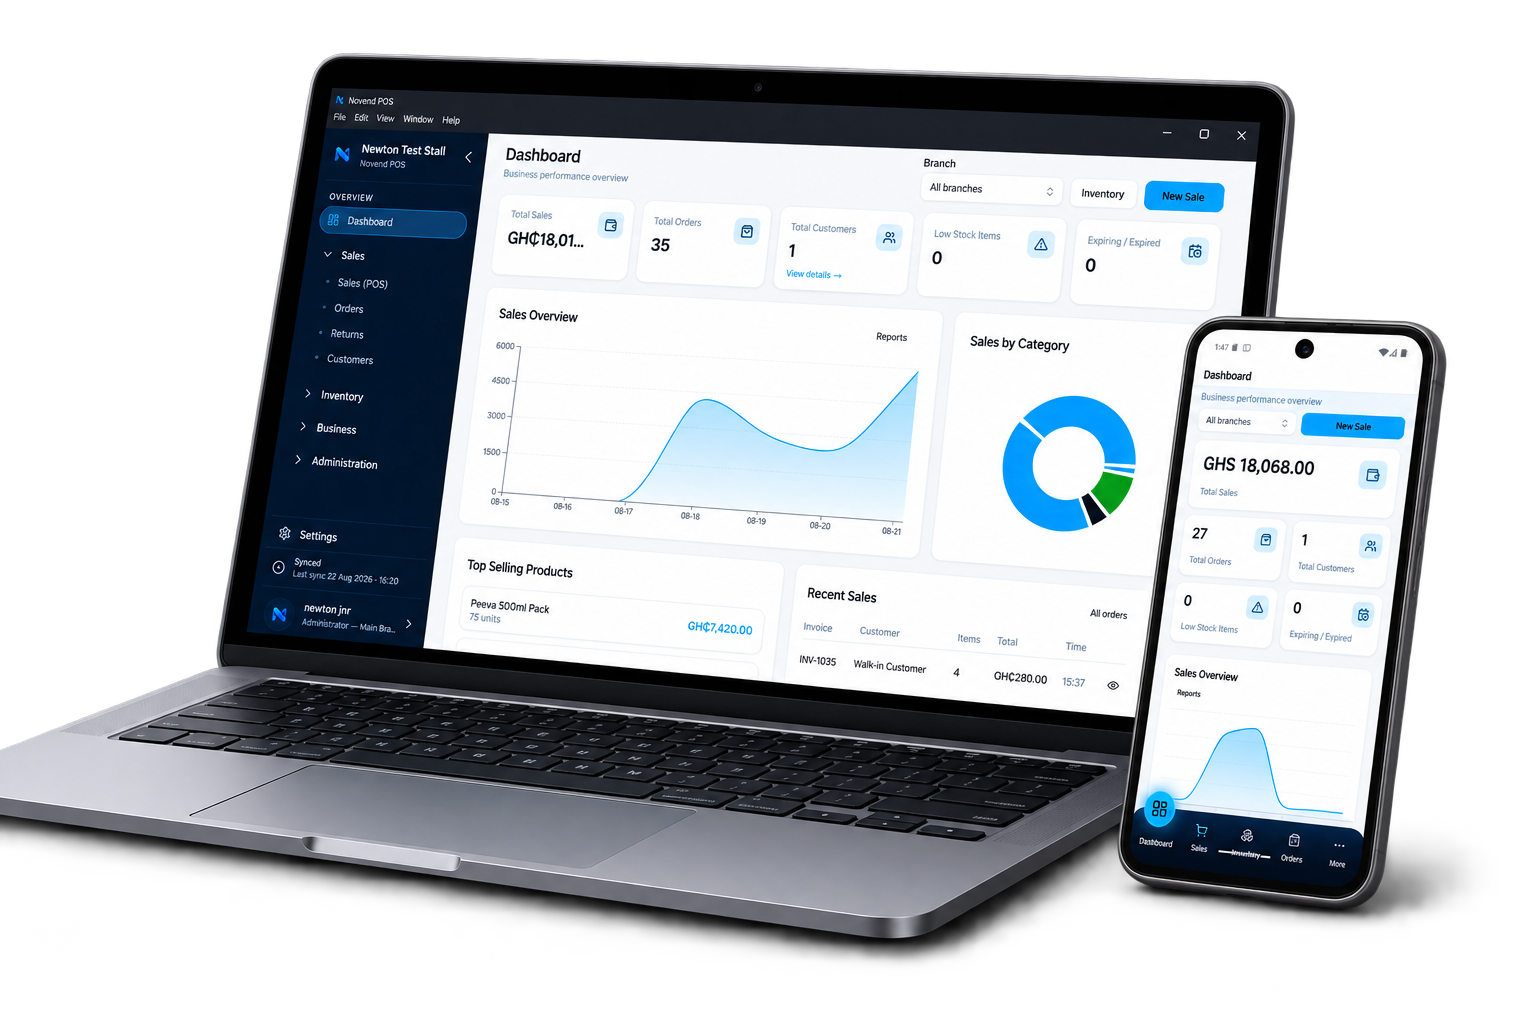 Novend POS
File Edit View Window Help
Newton Test Stall
Novend POS
OVERVIEW
Dashboard
Sales
Sales (POS)
Orders
Returns
Customers
Inventory
Business
Administration
Settings
Synced
Last sync 22 Aug 2026 - 16:20
newton jnr
Administrator — Main Bra...
Dashboard
Business performance overview
Branch
All branches
Inventory
New Sale
Total Sales
GH₵18,01...
Total Orders
35
Total Customers
1
View details →
Low Stock Items
0
Expiring / Expired
0
Sales Overview
Reports
6000
4500
3000
1500
0
08-15 08-16 08-17 08-18 08-19 08-20 08-21
Sales by Category
Top Selling Products
Peeva 500ml Pack
75 units
GH₵7,420.00
Recent Sales
All orders
Invoice Customer Items Total Time
INV-1035 Walk-in Customer 4 GH₵280.00 15:37
1:47
Dashboard
Business performance overview
All branches
New Sale
GHS 18,068.00
Total Sales
27
Total Orders
1
Total Customers
0
Low Stock Items
0
Expiring / Expired
Sales Overview
Reports
Dashboard Sales Inventory Orders More